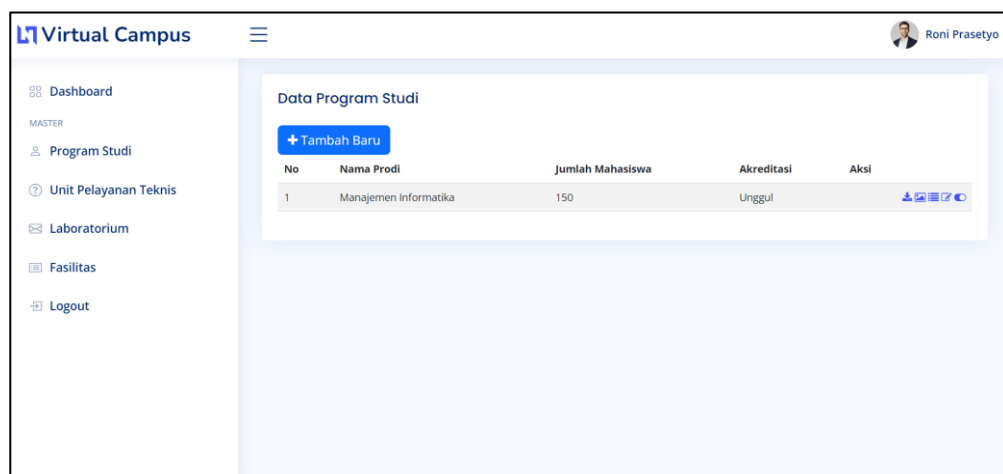 Virtual Campus
Roni Prasetyo
Dashboard
MASTER
Program Studi
Unit Pelayanan Teknis
Laboratorium
Fasilitas
Logout
Data Program Studi
+ Tambah Baru
No Nama Prodi Jumlah Mahasiswa Akreditasi Aksi
1 Manajemen Informatika 150 Unggul